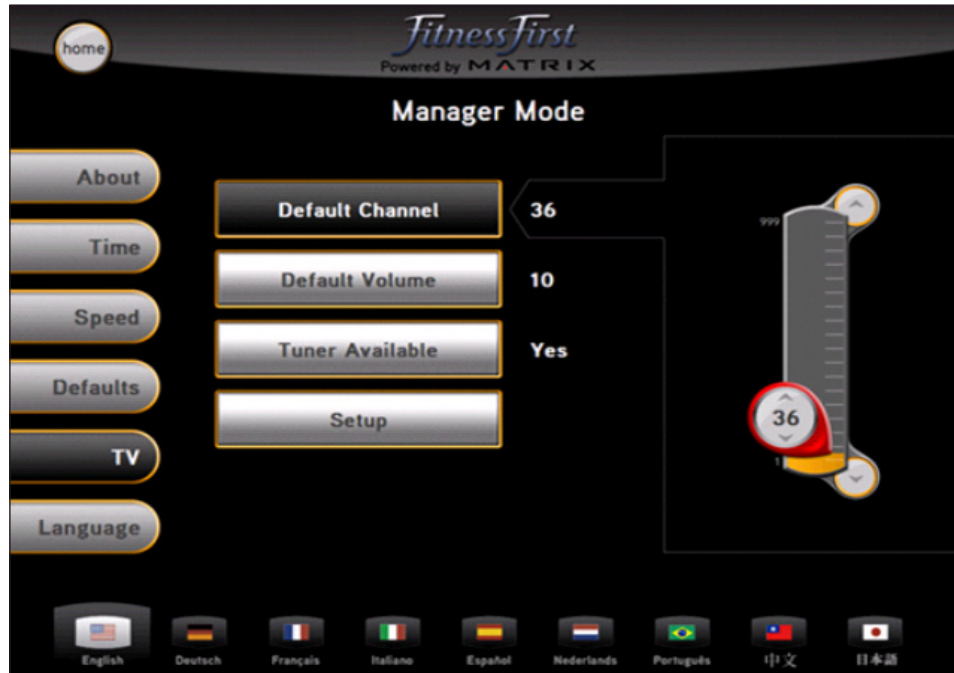 home
FitnessFirst
Powered by MATRIX
Manager Mode
About
Time
Speed
Defaults
TV
Language
Default Channel 36
Default Volume 10
Tuner Available Yes
Setup
999
36
1
English Deutsch Français Italiano Español Nederlands Português 中文 日本語